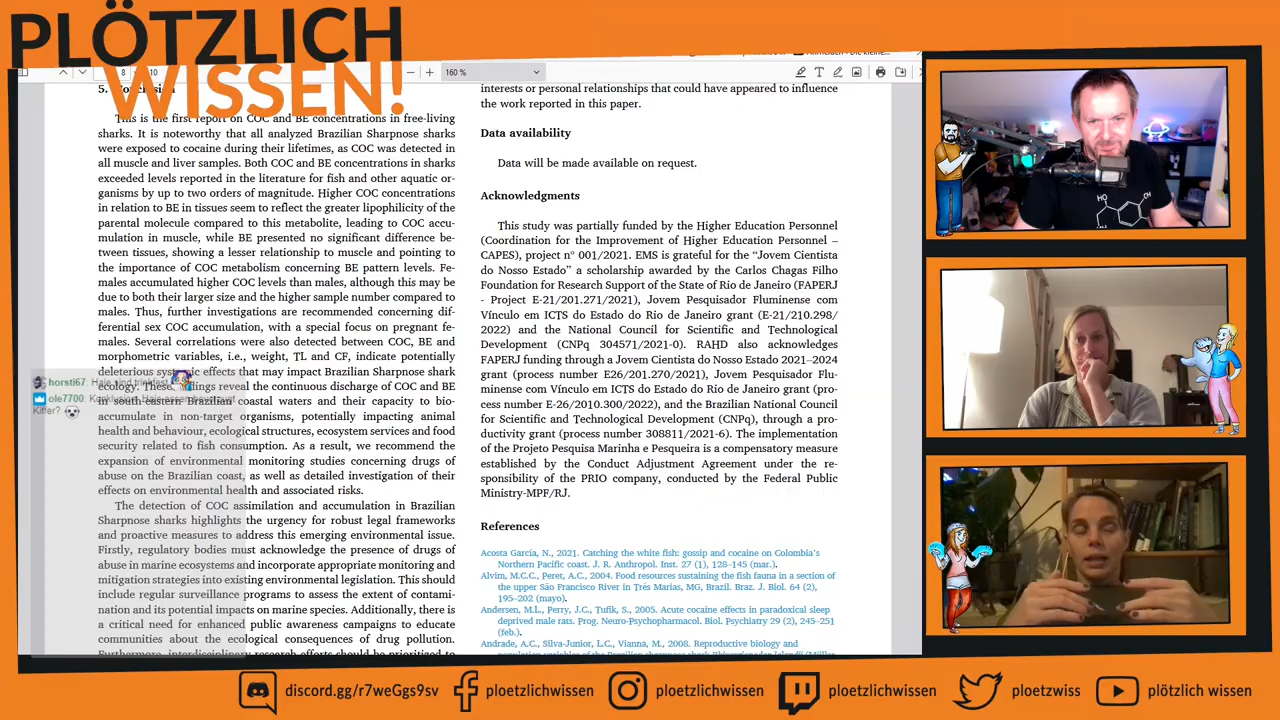 PLÖTZLICH
WISSEN!
8
10
160 %
5.
This is the first report on COC and BE concentrations in free-living
sharks. It is noteworthy that all analyzed Brazilian Sharpnose sharks
were exposed to cocaine during their lifetimes, as COC was detected in
all muscle and liver samples. Both COC and BE concentrations in sharks
exceeded levels reported in the literature for fish and other aquatic or-
ganisms by up to two orders of magnitude. Higher COC concentrations
in relation to BE in tissues seem to reflect the greater lipophilicity of the
parental molecule compared to this metabolite, leading to COC accu-
mulation in muscle, while BE presented no significant difference be-
tween tissues, showing a lesser relationship to muscle and pointing to
the importance of COC metabolism concerning BE pattern levels. Fe-
males accumulated higher COC levels than males, although this may be
due to both their larger size and the higher sample number compared to
males. Thus, further investigations are recommended concerning dif-
ferential sex COC accumulation, with a special focus on pregnant fe-
males. Several correlations were also detected between COC, BE and
morphometric variables, i.e., weight, TL and CF, indicate potentially
deleterious systemic effects that may impact Brazilian Sharpnose shark
ecology. These findings reveal the continuous discharge of COC and BE
in south-eastern Brazilian coastal waters and their capacity to bio-
accumulate in non-target organisms, potentially impacting animal
health and behaviour, ecological structures, ecosystem services and food
security related to fish consumption. As a result, we recommend the
expansion of environmental monitoring studies concerning drugs of
abuse on the Brazilian coast, as well as detailed investigation of their
effects on environmental health and associated risks.
The detection of COC assimilation and accumulation in Brazilian
Sharpnose sharks highlights the urgency for robust legal frameworks
and proactive measures to address this emerging environmental issue.
Firstly, regulatory bodies must acknowledge the presence of drugs of
abuse in marine ecosystems and incorporate appropriate monitoring and
mitigation strategies into existing environmental legislation. This should
include regular surveillance programs to assess the extent of contami-
nation and its potential impacts on marine species. Additionally, there is
a critical need for enhanced public awareness campaigns to educate
communities about the ecological consequences of drug pollution.
Furthermore, interdisciplinary research efforts should be prioritized to
horsti67: Haie sind
ole7700: Konklusion: Haie essen
Kiffer?
interests or personal relationships that could have appeared to influence
the work reported in this paper.
Data availability
Data will be made available on request.
Acknowledgments
This study was partially funded by the Higher Education Personnel
(Coordination for the Improvement of Higher Education Personnel –
CAPES), project n° 001/2021. EMS is grateful for the “Jovem Cientista
do Nosso Estado” a scholarship awarded by the Carlos Chagas Filho
Foundation for Research Support of the State of Rio de Janeiro (FAPERJ
- Project E-21/201.271/2021), Jovem Pesquisador Fluminense com
Vínculo em ICTS do Estado do Rio de Janeiro grant (E-21/210.298/
2022) and the National Council for Scientific and Technological
Development (CNPq 304571/2021-0). RAHD also acknowledges
FAPERJ funding through a Jovem Cientista do Nosso Estado 2021–2024
grant (process number E26/201.270/2021), Jovem Pesquisador Flu-
minense com Vínculo em ICTS do Estado do Rio de Janeiro grant (pro-
cess number E-26/2010.300/2022), and the Brazilian National Council
for Scientific and Technological Development (CNPq), through a pro-
ductivity grant (process number 308811/2021-6). The implementation
of the Projeto Pesquisa Marinha e Pesqueira is a compensatory measure
established by the Conduct Adjustment Agreement under the re-
sponsibility of the PRIO company, conducted by the Federal Public
Ministry-MPF/RJ.
References
Acosta García, N., 2021. Catching the white fish: gossip and cocaine on Colombia’s
Northern Pacific coast. J. R. Anthropol. Inst. 27 (1), 128–145 (mar.).
Alvim, M.C.C., Peret, A.C., 2004. Food resources sustaining the fish fauna in a section of
the upper São Francisco River in Três Marias, MG, Brazil. Braz. J. Biol. 64 (2),
195–202 (mayo).
Andersen, M.L., Perry, J.C., Tufik, S., 2005. Acute cocaine effects in paradoxical sleep
deprived male rats. Prog. Neuro-Psychopharmacol. Biol. Psychiatry 29 (2), 245–251
(feb.).
Andrade, A.C., Silva-Junior, L.C., Vianna, M., 2008. Reproductive biology and
discord.gg/r7weGgs9sv
ploetzlichwissen
ploetzlichwissen
ploetzlichwissen
ploetzwiss
plötzlich wissen